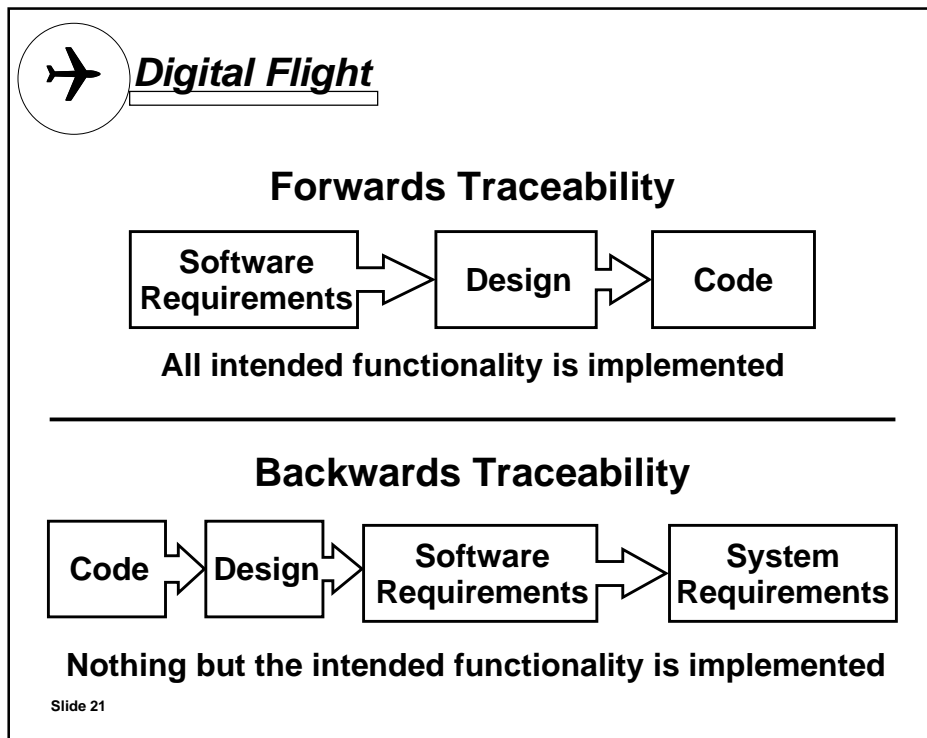 Digital Flight
Forwards Traceability
Software
Requirements
Design
Code
All intended functionality is implemented
Backwards Traceability
Code
Design
Software
Requirements
System
Requirements
Nothing but the intended functionality is implemented
Slide 21